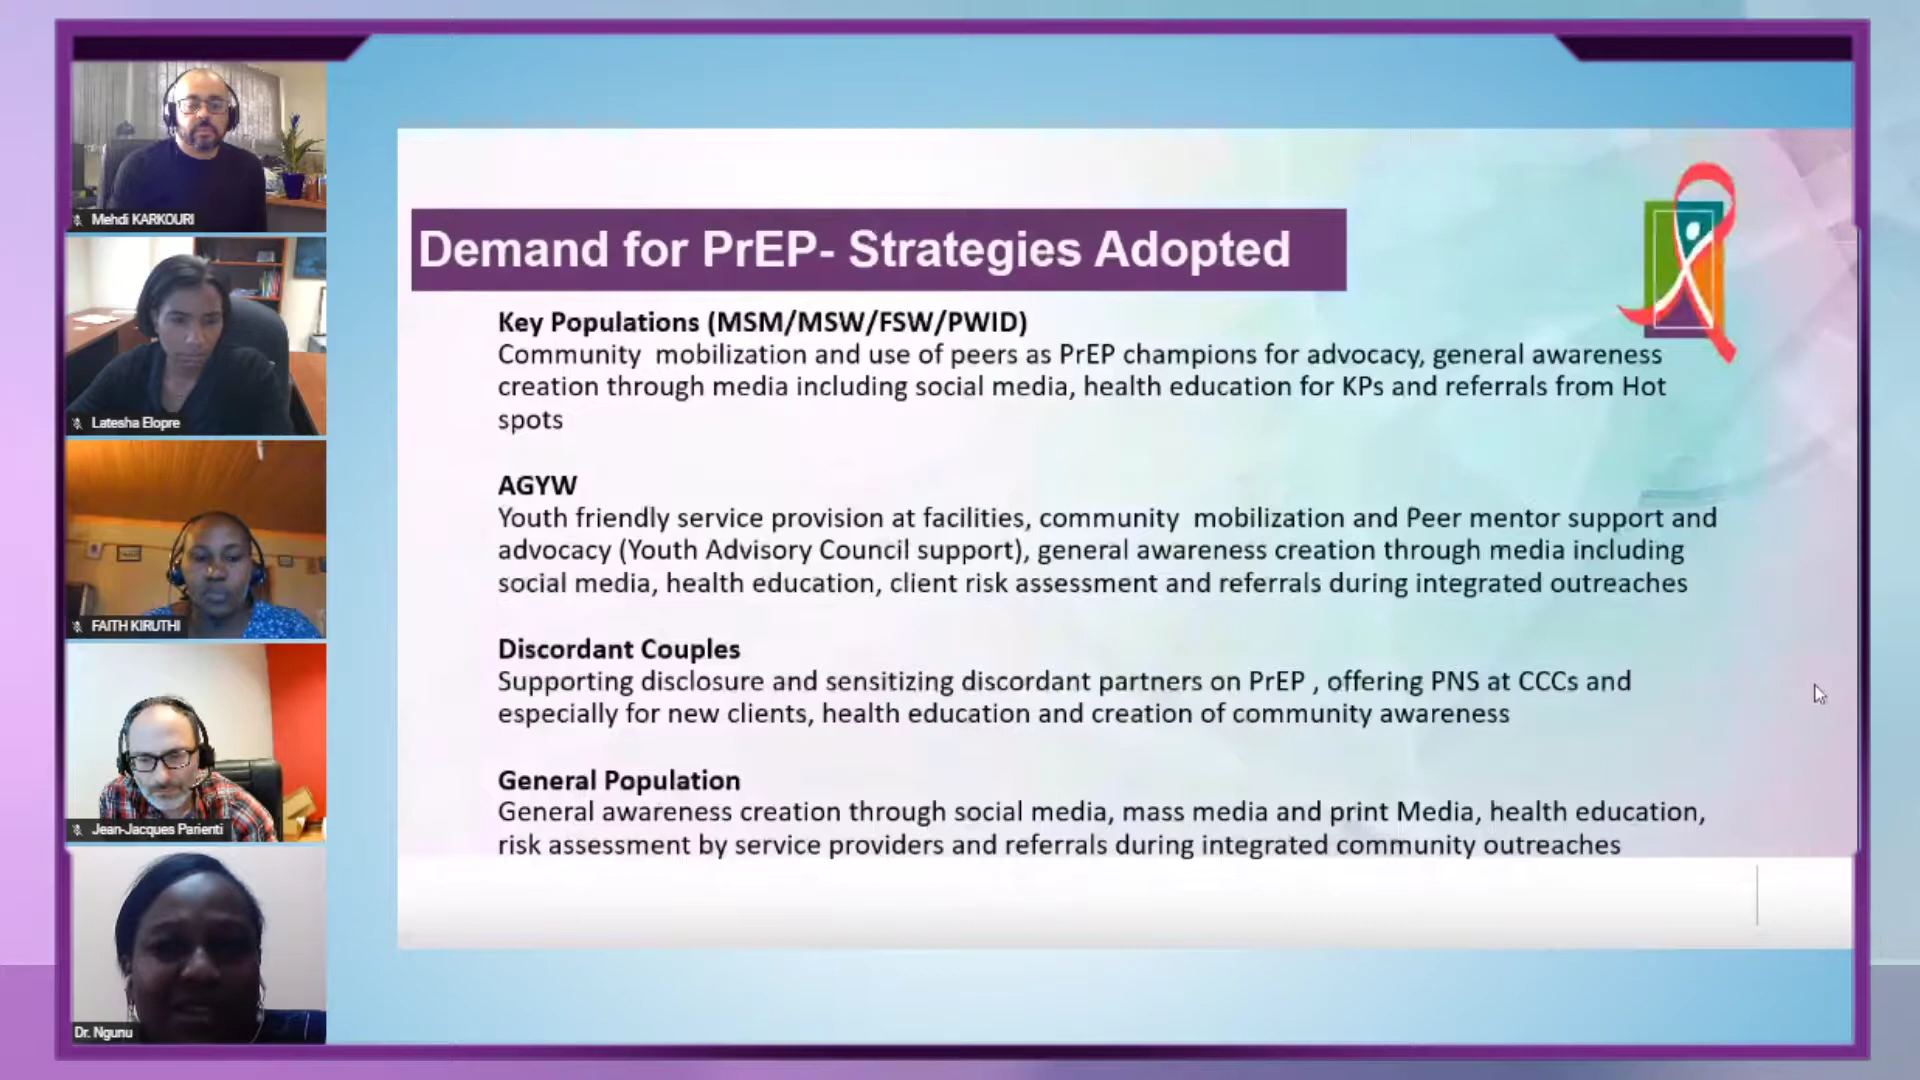 Mehdi KARKOURI
Latesha Elopre
FAITH KIRUTHI
Jean-Jacques Parienti
Dr. Ngunu
Demand for PrEP- Strategies Adopted
Key Populations (MSM/MSW/FSW/PWID)
Community mobilization and use of peers as PrEP champions for advocacy, general awareness
creation through media including social media, health education for KPs and referrals from Hot
spots
AGYW
Youth friendly service provision at facilities, community mobilization and Peer mentor support and
advocacy (Youth Advisory Council support), general awareness creation through media including
social media, health education, client risk assessment and referrals during integrated outreaches
Discordant Couples
Supporting disclosure and sensitizing discordant partners on PrEP , offering PNS at CCCs and
especially for new clients, health education and creation of community awareness
General Population
General awareness creation through social media, mass media and print Media, health education,
risk assessment by service providers and referrals during integrated community outreaches